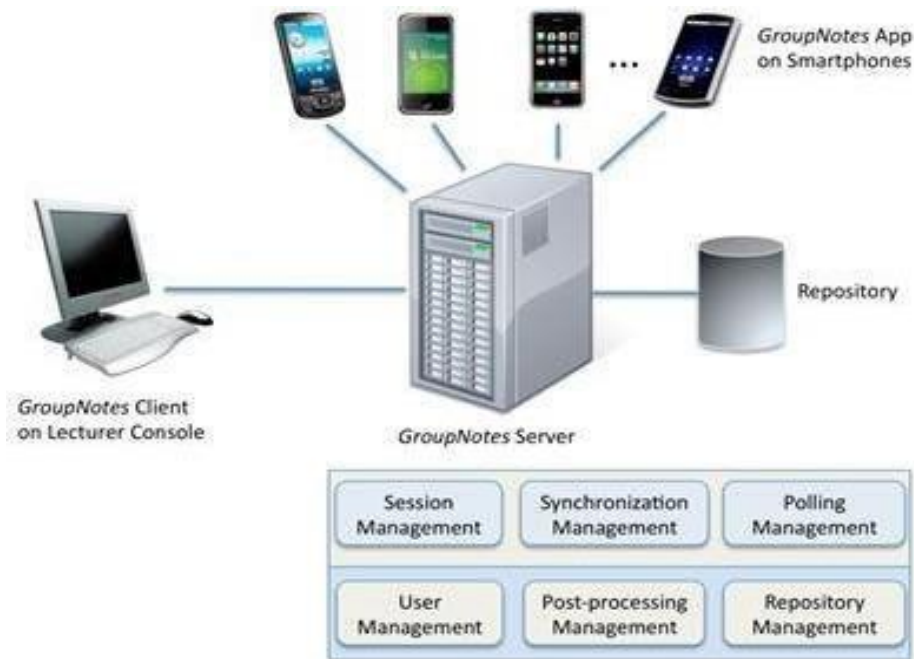 GroupNotes App
on Smartphones
...
Repository
GroupNotes Client
on Lecturer Console
GroupNotes Server
Session
Management
Synchronization
Management
Polling
Management
User
Management
Post-processing
Management
Repository
Management